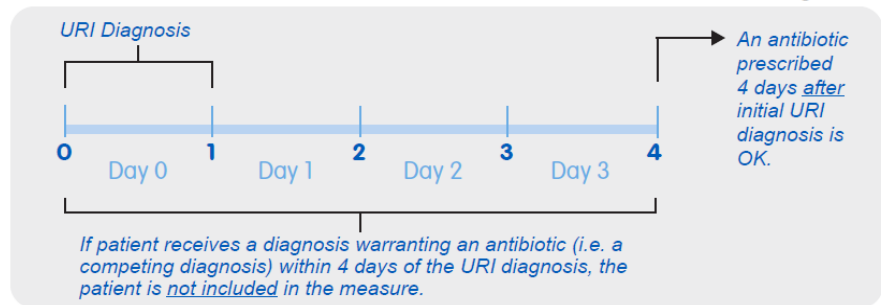 URI Diagnosis
An antibiotic
prescribed
4 days after
initial URI
diagnosis is
OK.
0 1 2 3 4
Day 0 Day 1 Day 2 Day 3
If patient receives a diagnosis warranting an antibiotic (i.e. a
competing diagnosis) within 4 days of the URI diagnosis, the
patient is not included in the measure.